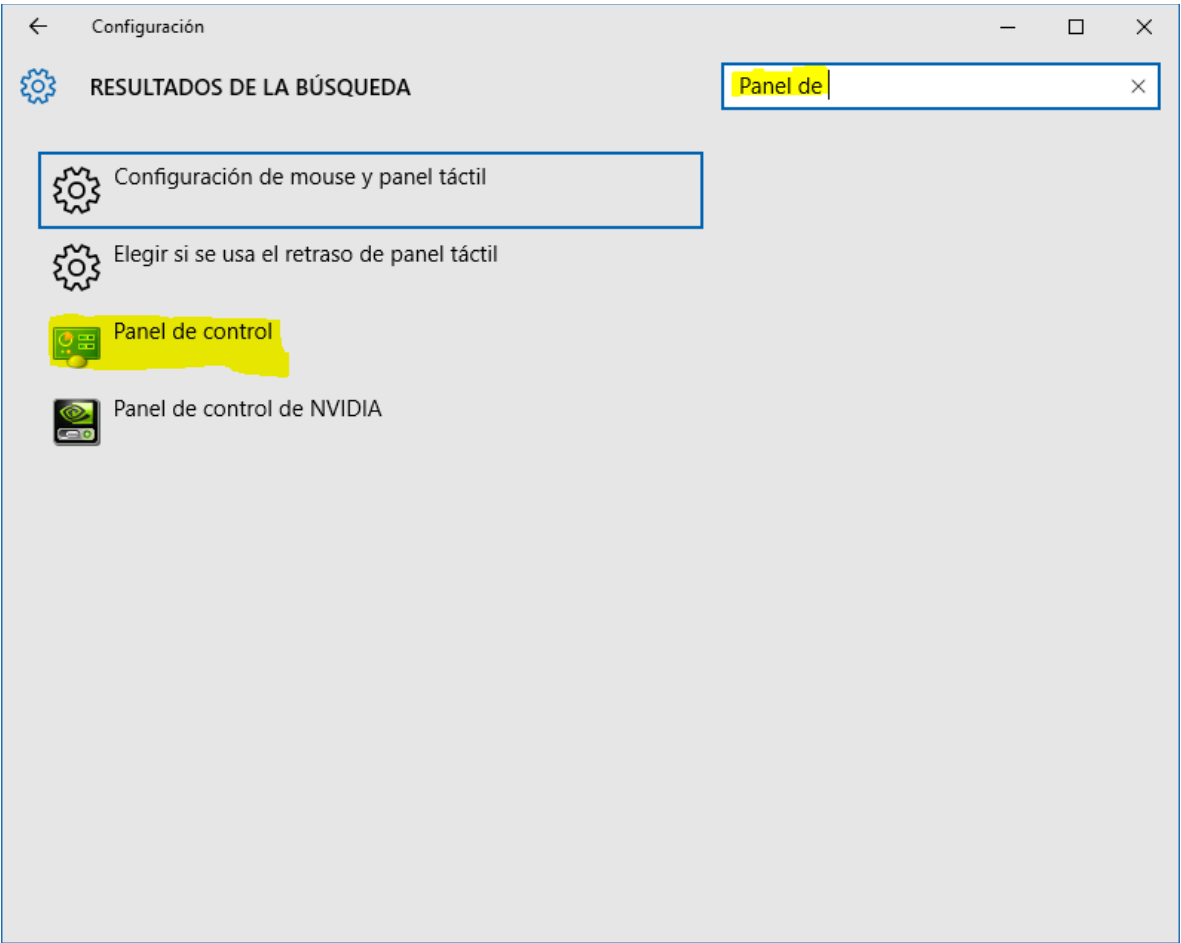 Configuración
RESULTADOS DE LA BÚSQUEDA
Panel de
Configuración de mouse y panel táctil
Elegir si se usa el retraso de panel táctil
Panel de control
Panel de control de NVIDIA